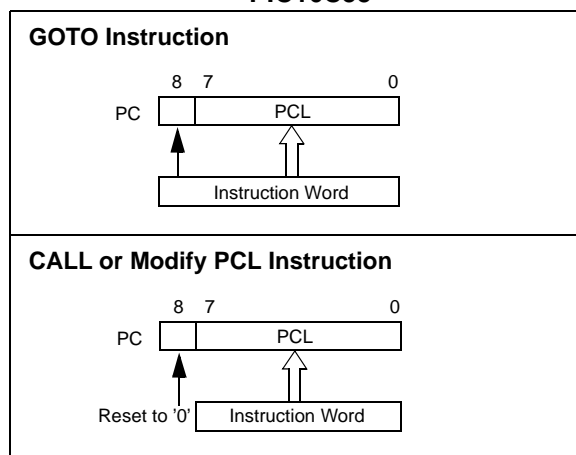 GOTO Instruction
8 7 0
PC PCL
Instruction Word
CALL or Modify PCL Instruction
8 7 0
PC PCL
Reset to '0' Instruction Word